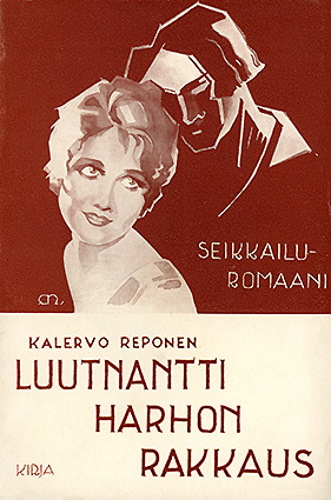 SEIKKAILU-
ROMAANI
KALERVO REPONEN
LUUTNANTTI
HARHON
RAKKAUS
KIRJA